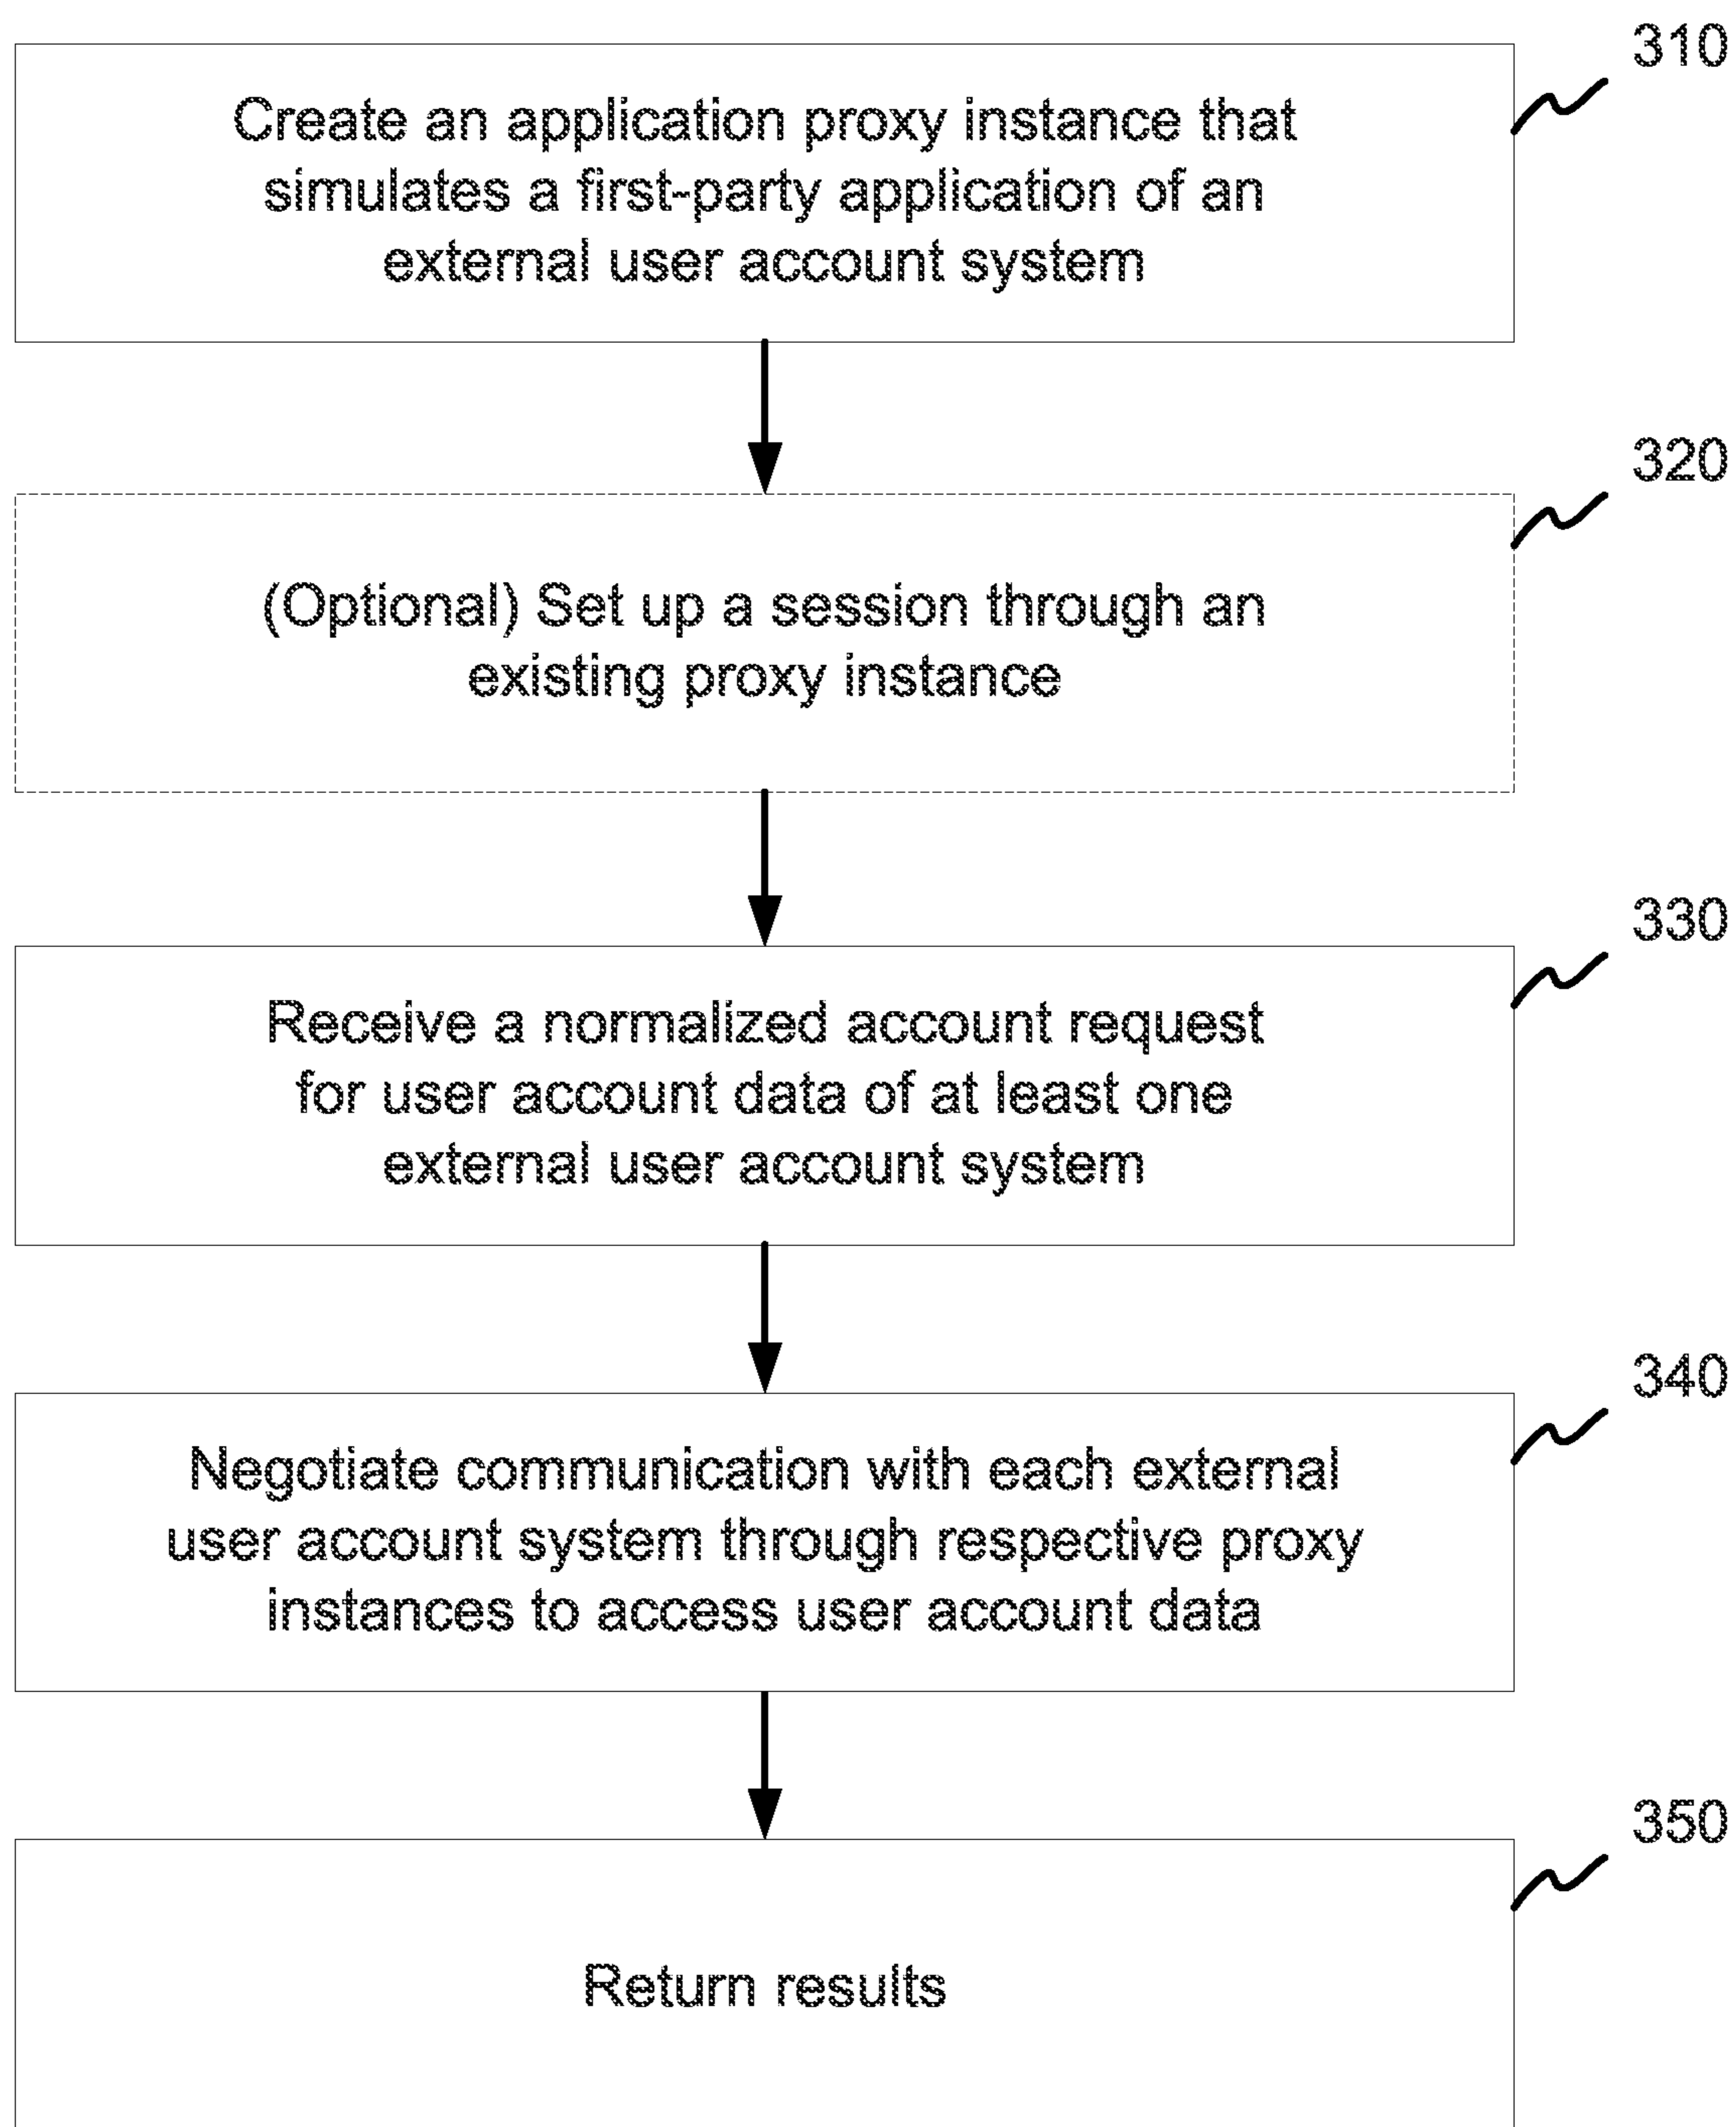 310
Create an application proxy instance that
simulates a first-party application of an
external user account system
320
(Optional) Set up a session through an
existing proxy instance
330
Receive a normalized account request
for user account data of at least one
external user account system
340
Negotiate communication with each external
user account system through respective proxy
instances to access user account data
350
Return results